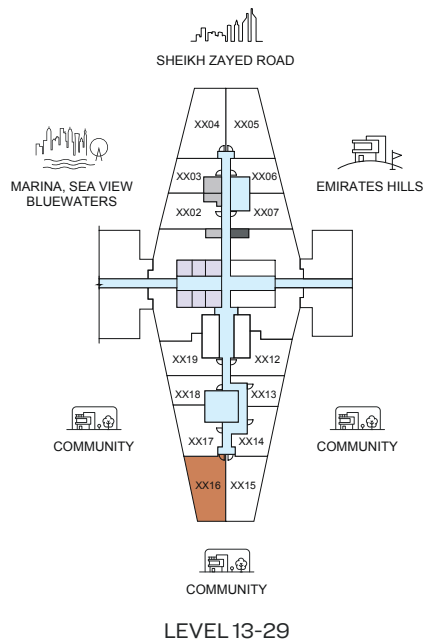 SHEIKH ZAYED ROAD
XX04
XX05
MARINA, SEA VIEW
BLUEWATERS
XX03
XX06
EMIRATES HILLS
XX02
XX07
XX19
XX12
XX18
XX13
COMMUNITY
COMMUNITY
XX17
XX14
XX16
XX15
COMMUNITY
LEVEL 13-29